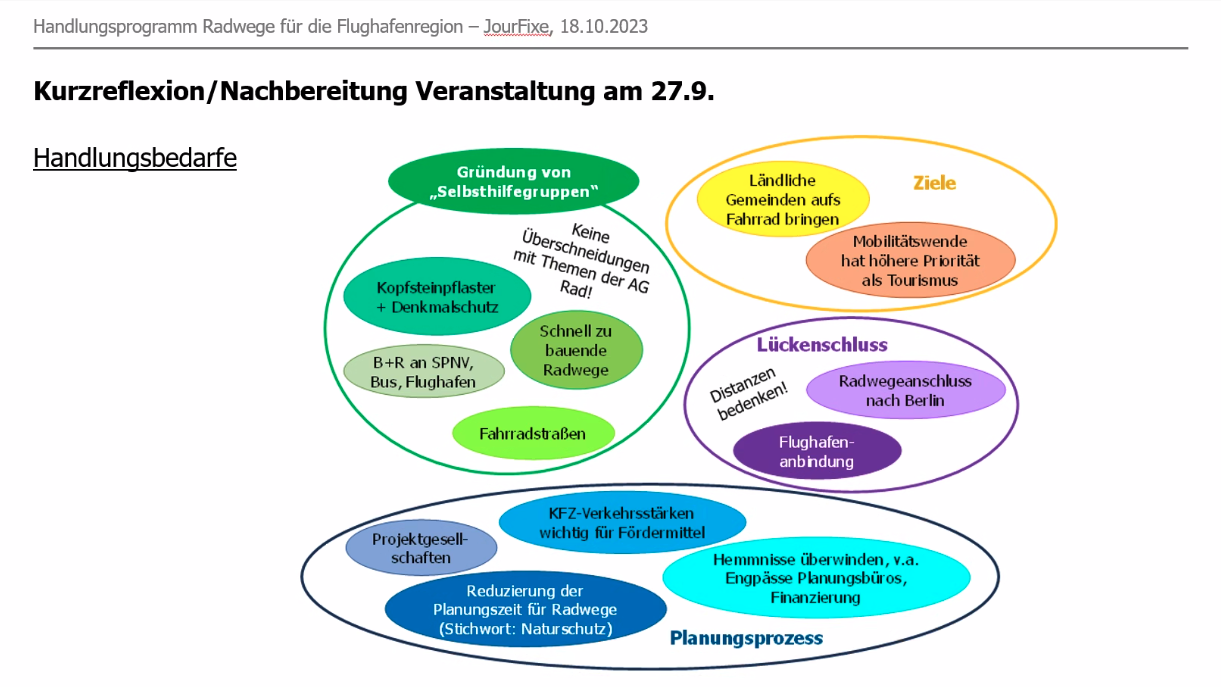 Handlungsprogramm Radwege für die Flughafenregion – JourFixe, 18.10.2023
Kurzreflexion/Nachbereitung Veranstaltung am 27.9.
Handlungsbedarfe
Gründung von
„Selbsthilfegruppen“
Keine
Überschneidungen
mit Themen der AG
Rad!
Kopfsteinpflaster
+ Denkmalschutz
Schnell zu
bauende
Radwege
B+R an SPNV,
Bus, Flughafen
Fahrradstraßen
Ziele
Ländliche
Gemeinden aufs
Fahrrad bringen
Mobilitätswende
hat höhere Priorität
als Tourismus
Lückenschluss
Distanzen
bedenken!
Radwegeanschluss
nach Berlin
Flughafen-
anbindung
KFZ-Verkehrsstärken
wichtig für Fördermittel
Projektgesell-
schaften
Hemmnisse überwinden, v.a.
Engpässe Planungsbüros,
Finanzierung
Reduzierung der
Planungszeit für Radwege
(Stichwort: Naturschutz)
Planungsprozess